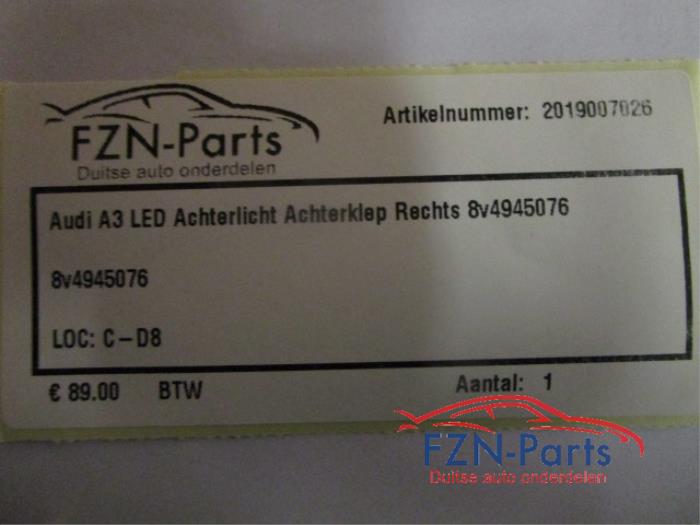 FZN-Parts
Duitse auto onderdelen
Artikelnummer: 2019007026
Audi A3 LED Achterlicht Achterklep Rechts 8v4945076
8v4945076
LOC: C-D8
€ 89.00 BTW
Aantal: 1
FZN-Parts
Duitse auto onderdelen